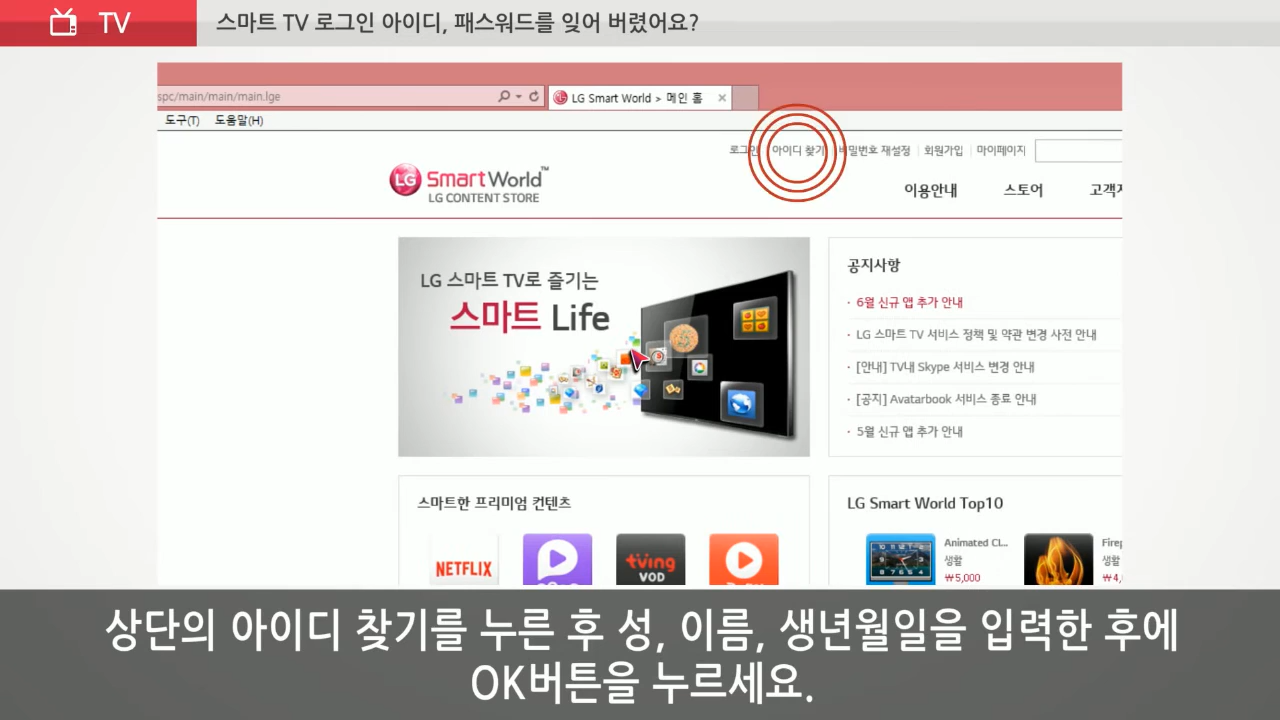 TV
스마트 TV 로그인 아이디, 패스워드를 잊어 버렸어요?
spc/main/main/main.lge
LG Smart World > 메인 홈
도구(T) 도움말(H)
로그인 아이디 찾기 비밀번호 재설정 회원가입 마이페이지
LG Smart World™
LG CONTENT STORE
이용안내 스토어
LG 스마트 TV로 즐기는
스마트 Life
공지사항
· 6월 신규 앱 추가 안내
· LG 스마트 TV 서비스 정책 및 약관 변경 사전 안내
· [안내] TV내 Skype 서비스 변경 안내
· [공지] Avatarbook 서비스 종료 안내
· 5월 신규 앱 추가 안내
스마트한 프리미엄 컨텐츠
NETFLIX
tving
VOD
LG Smart World Top10
Animated Cl...
생활
₩5,000
생활
상단의 아이디 찾기를 누른 후 성, 이름, 생년월일을 입력한 후에
OK버튼을 누르세요.